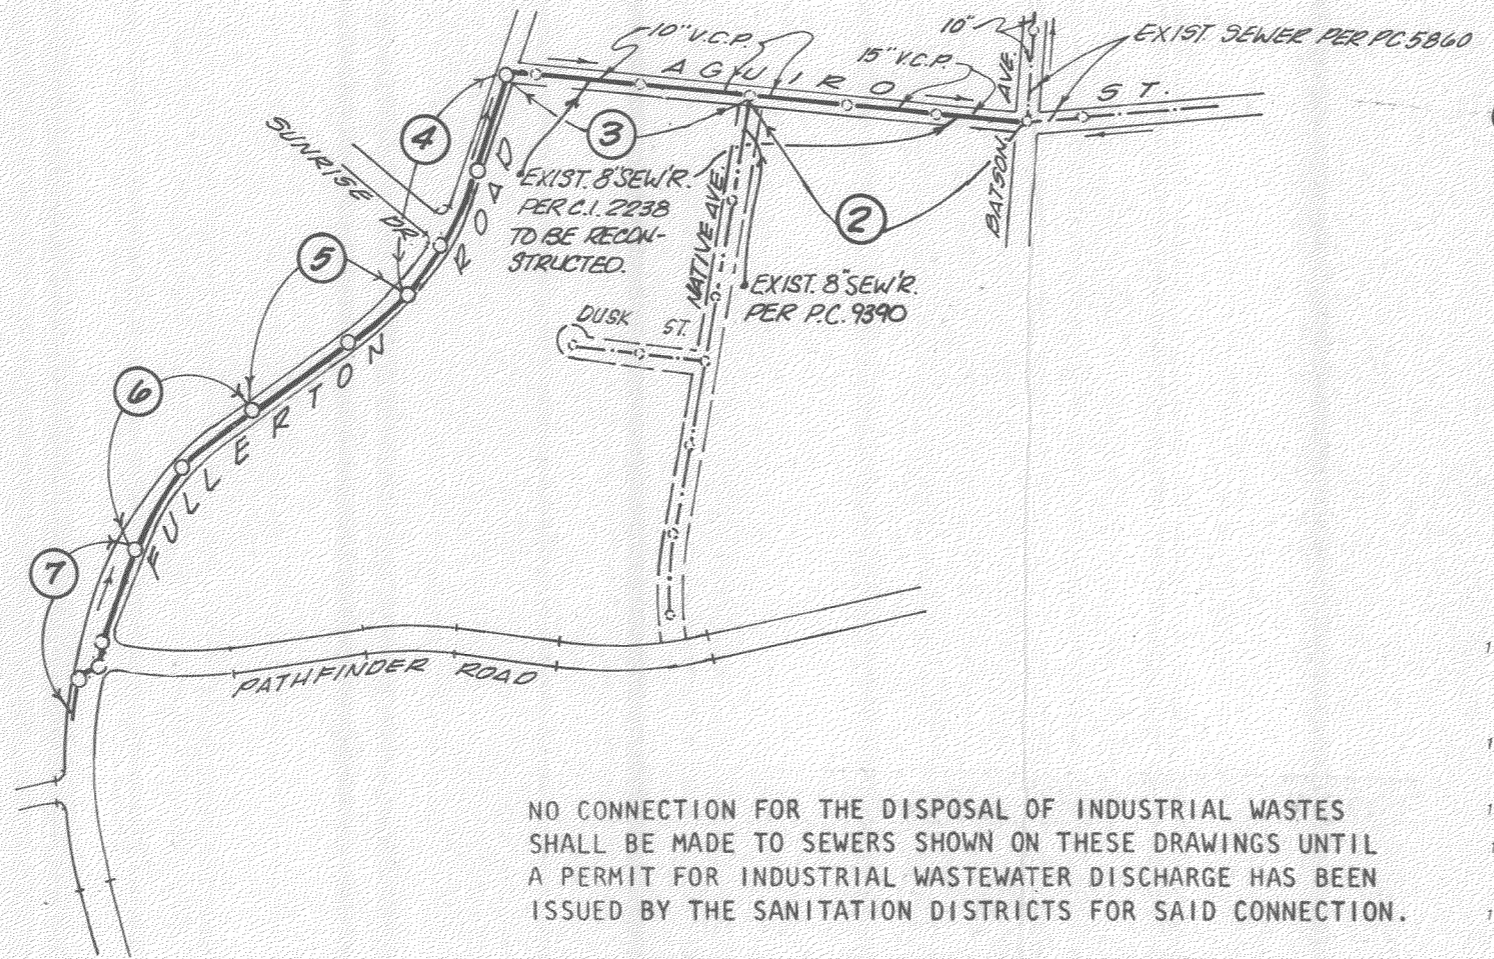 10" V.C.P.
10"
EXIST. SEWER PER PC 5860
15" V.C.P.
AGUIRO ST.
BATSON AVE.
4
3
SUNRISE DR.
EXIST. 8" SEW'R.
PER C.I. 2238
TO BE RECON-
STRUCTED.
2
NATIVE AVE.
5
EXIST. 8" SEW'R.
PER P.C. 9390
DUSK ST.
FULLERTON ROAD
6
7
PATHFINDER ROAD
NO CONNECTION FOR THE DISPOSAL OF INDUSTRIAL WASTES
SHALL BE MADE TO SEWERS SHOWN ON THESE DRAWINGS UNTIL
A PERMIT FOR INDUSTRIAL WASTEWATER DISCHARGE HAS BEEN
ISSUED BY THE SANITATION DISTRICTS FOR SAID CONNECTION.